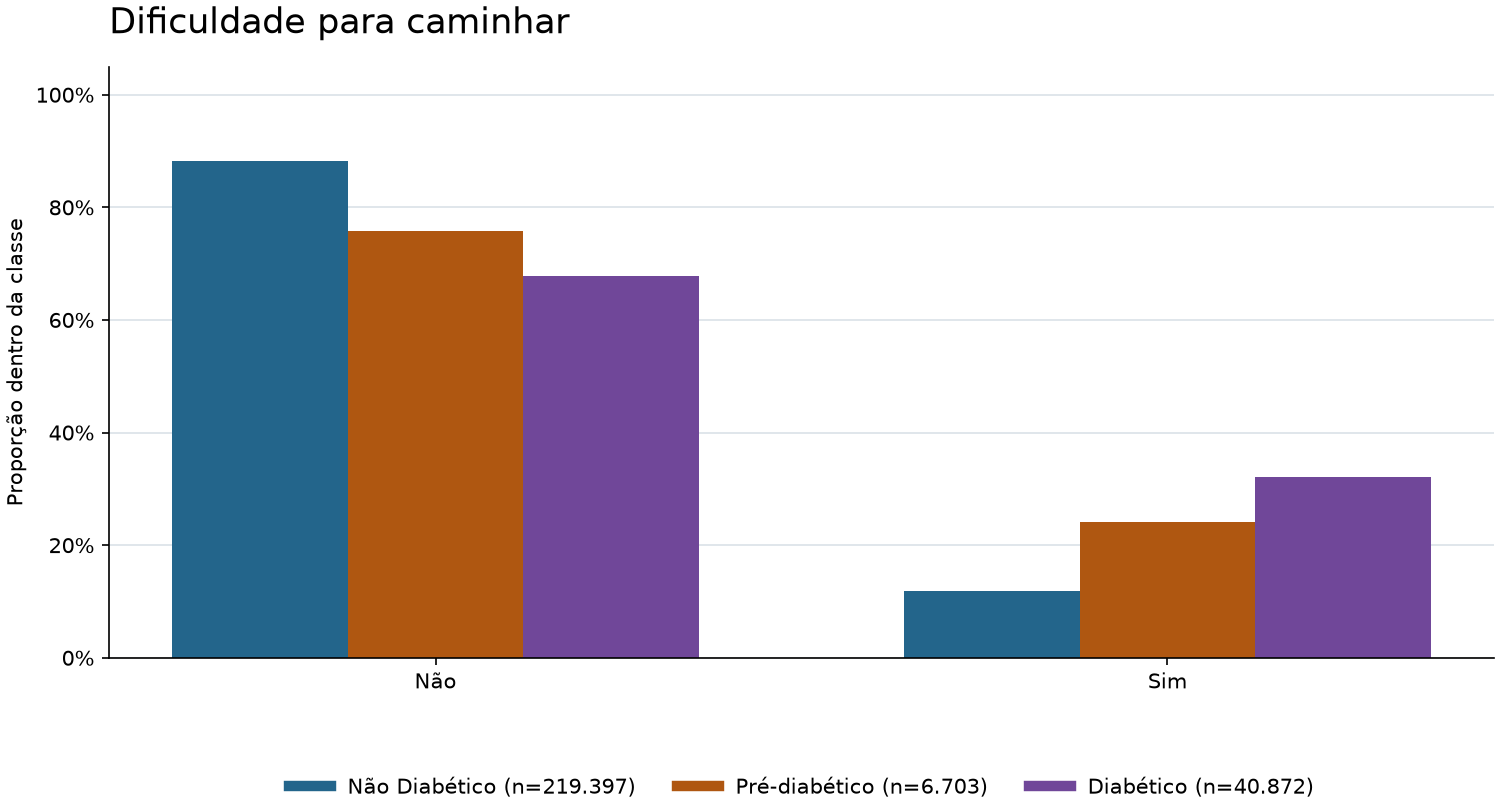 Dificuldade para caminhar
Proporção dentro da classe
100%
80%
60%
40%
20%
0%
Não
Sim
Não Diabético (n=219.397)
Pré-diabético (n=6.703)
Diabético (n=40.872)